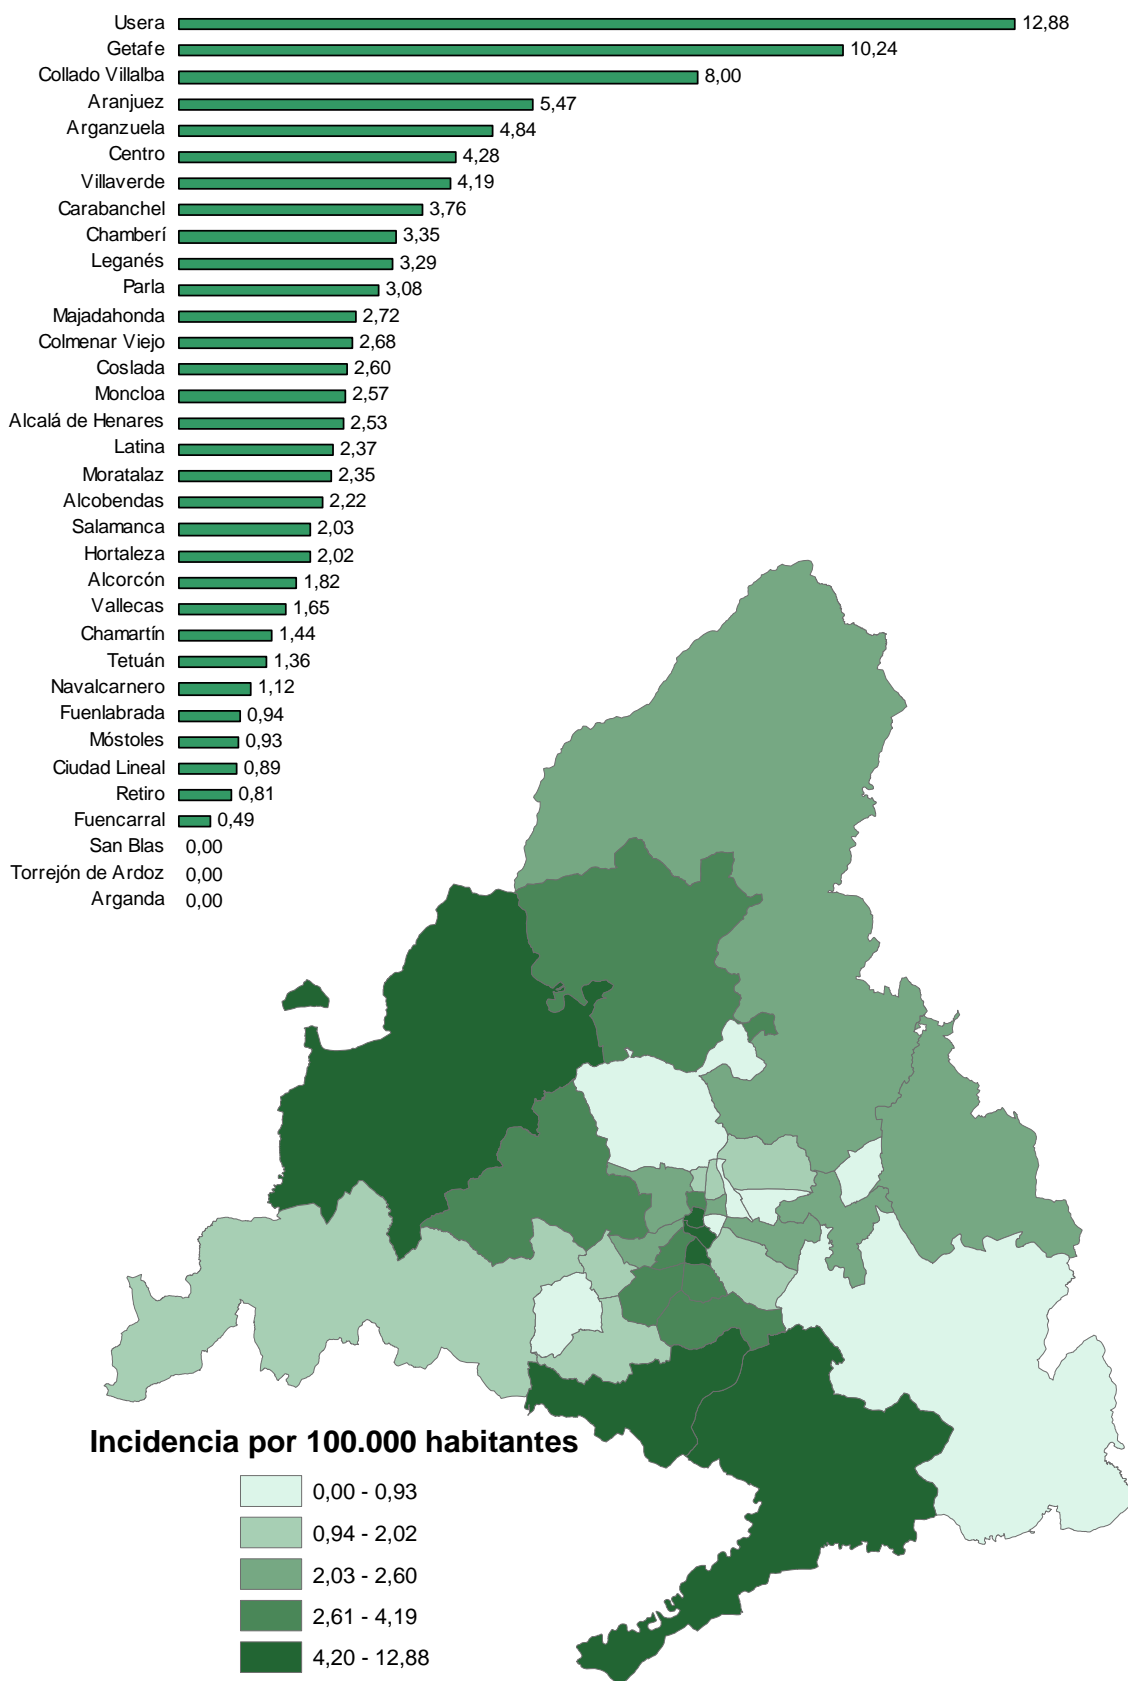 Usera 12,88
Getafe 10,24
Collado Villalba 8,00
Aranjuez 5,47
Arganzuela 4,84
Centro 4,28
Villaverde 4,19
Carabanchel 3,76
Chamberí 3,35
Leganés 3,29
Parla 3,08
Majadahonda 2,72
Colmenar Viejo 2,68
Coslada 2,60
Moncloa 2,57
Alcalá de Henares 2,53
Latina 2,37
Moratalaz 2,35
Alcobendas 2,22
Salamanca 2,03
Hortaleza 2,02
Alcorcón 1,82
Vallecas 1,65
Chamartín 1,44
Tetuán 1,36
Navalcarnero 1,12
Fuenlabrada 0,94
Móstoles 0,93
Ciudad Lineal 0,89
Retiro 0,81
Fuencarral 0,49
San Blas 0,00
Torrejón de Ardoz 0,00
Arganda 0,00
Incidencia por 100.000 habitantes
0,00 - 0,93
0,94 - 2,02
2,03 - 2,60
2,61 - 4,19
4,20 - 12,88